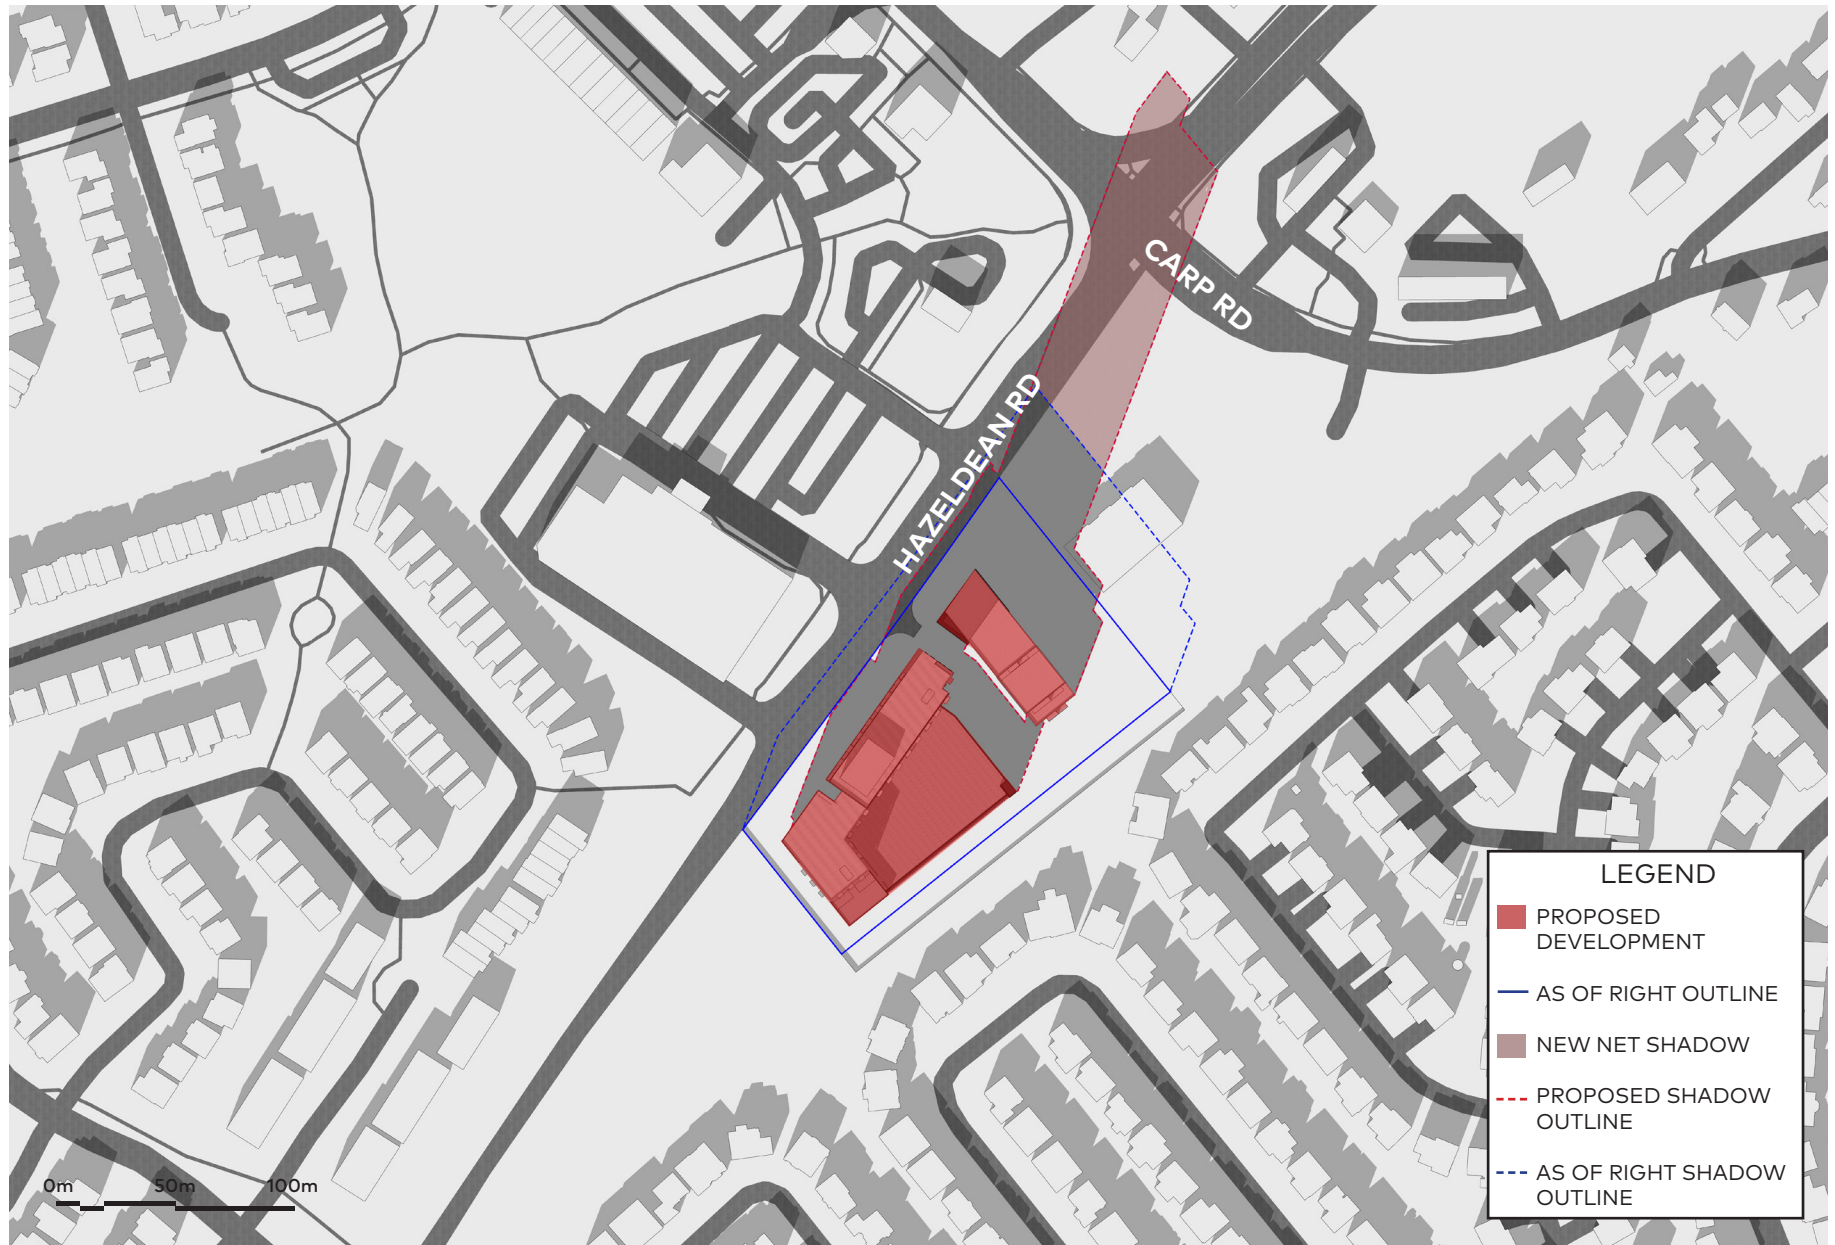 CARP RD
HAZELDEAN RD
LEGEND
PROPOSED
DEVELOPMENT
AS OF RIGHT OUTLINE
NEW NET SHADOW
PROPOSED SHADOW
OUTLINE
AS OF RIGHT SHADOW
OUTLINE
0m 50m 100m